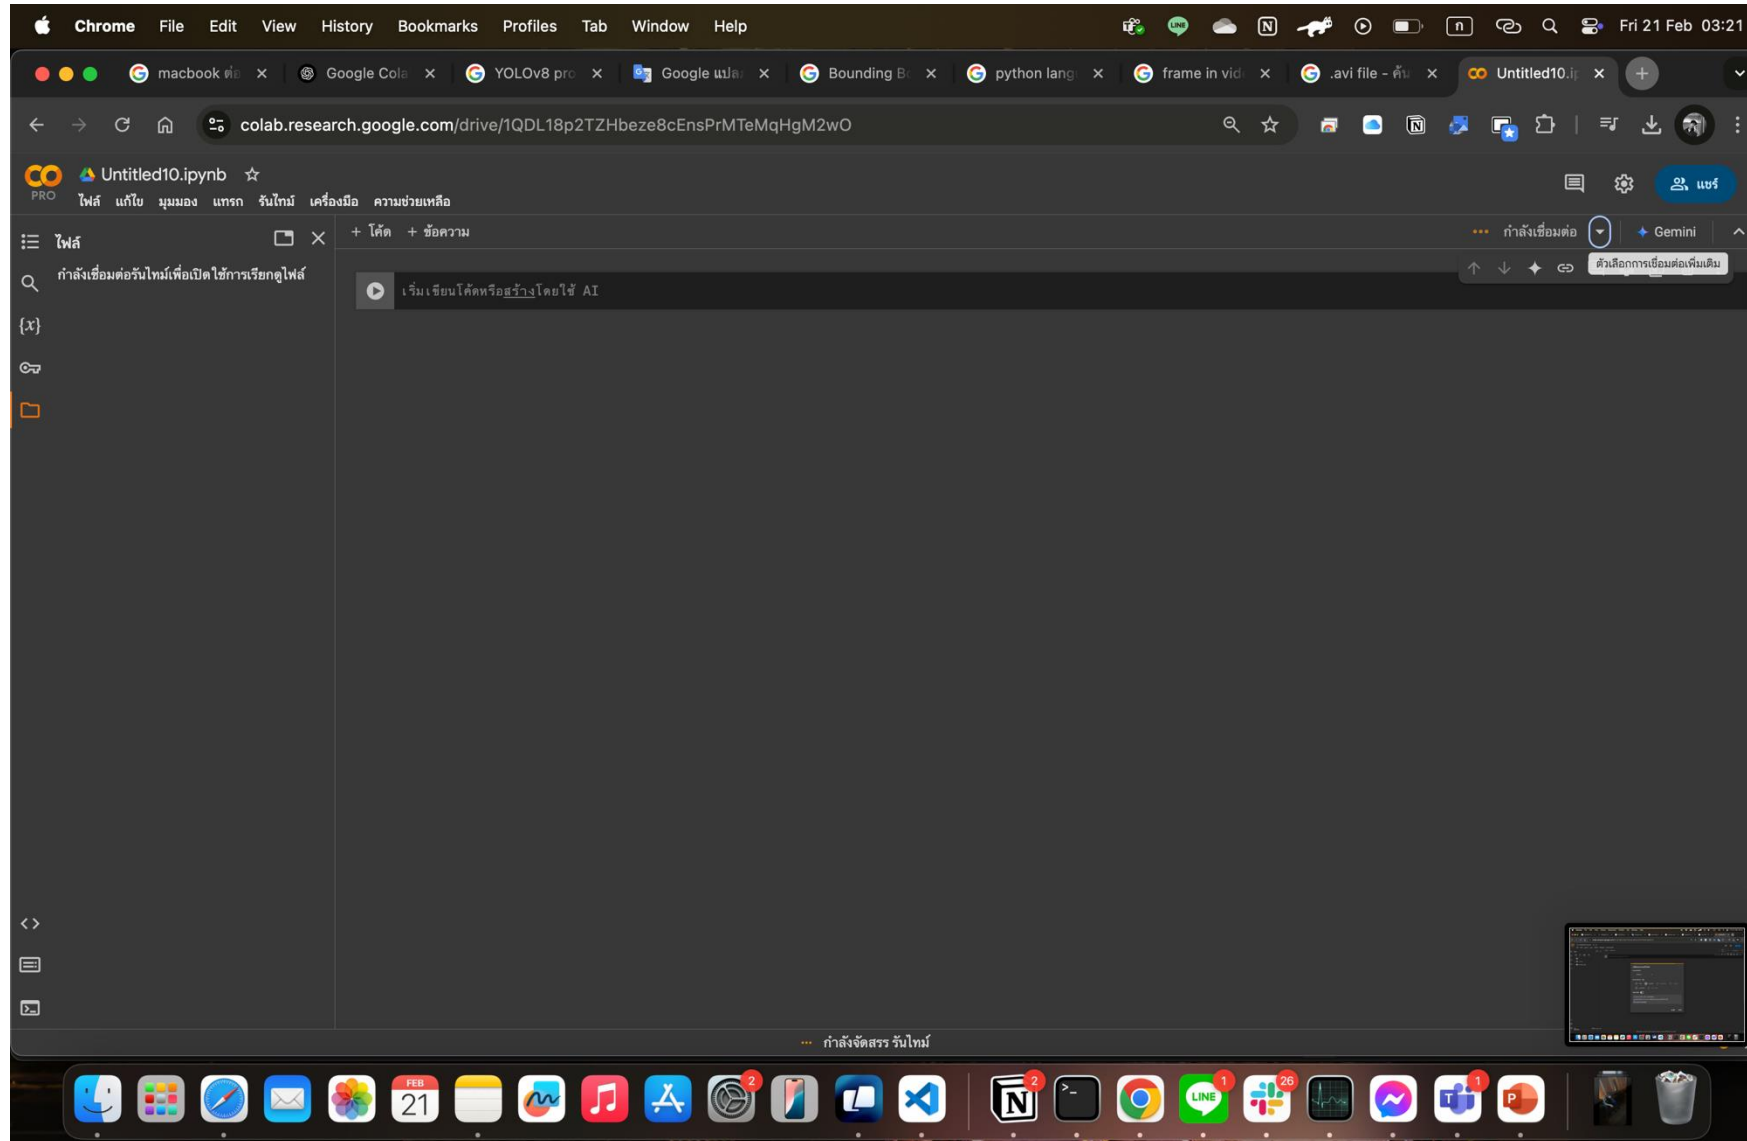 Chrome File Edit View History Bookmarks Profiles Tab Window Help Fri 21 Feb 03:21
macbook Google Cola YOLOv8 pro Google แปล Bounding python lang frame in vid .avi file - ค้น Untitled10.ip
colab.research.google.com/drive/1QDL18p2TZHbeze8cEnsPrMTeMqHgM2wO
CO Untitled10.ipynb
PRO ไฟล์ แก้ไข มุมมอง แทรก รันไทม์ เครื่องมือ ความช่วยเหลือ แชร์
ไฟล์ + โค้ด + ข้อความ กำลังเชื่อมต่อ Gemini
กำลังเชื่อมต่อรันไทม์เพื่อเปิดใช้การเรียกดูไฟล์ ตัวเลือกการเชื่อมต่อเพิ่มเติม
เริ่มเขียนโค้ดหรือสร้างโดยใช้ AI
{x}
กำลังจัดสรร รันไทม์
FEB
21
2
2
LINE
1
26
1